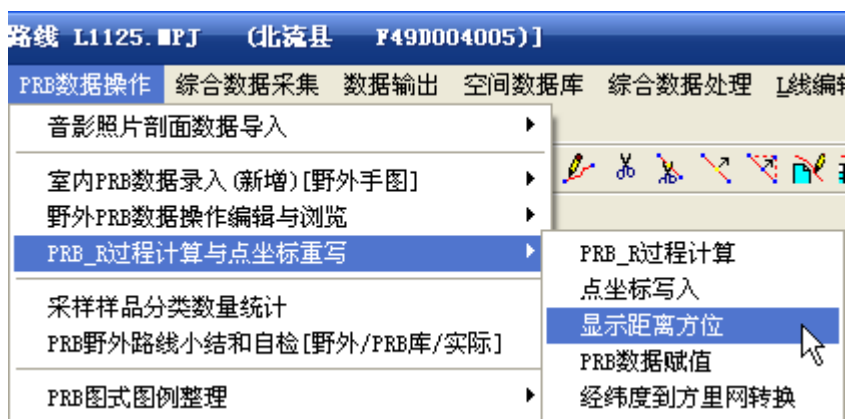 路线 L1125.MPJ (北流县 F49D004005)]
PRB数据操作 综合数据采集 数据输出 空间数据库 综合数据处理 L线编辑
音影照片剖面数据导入
室内PRB数据录入(新增)[野外手图]
野外PRB数据操作编辑与浏览
PRB_R过程计算与点坐标重写
采样样品分类数量统计
PRB野外路线小结和自检[野外/PRB库/实际]
PRB图式图例整理
PRB_R过程计算
点坐标写入
显示距离方位
PRB数据赋值
经纬度到方里网转换